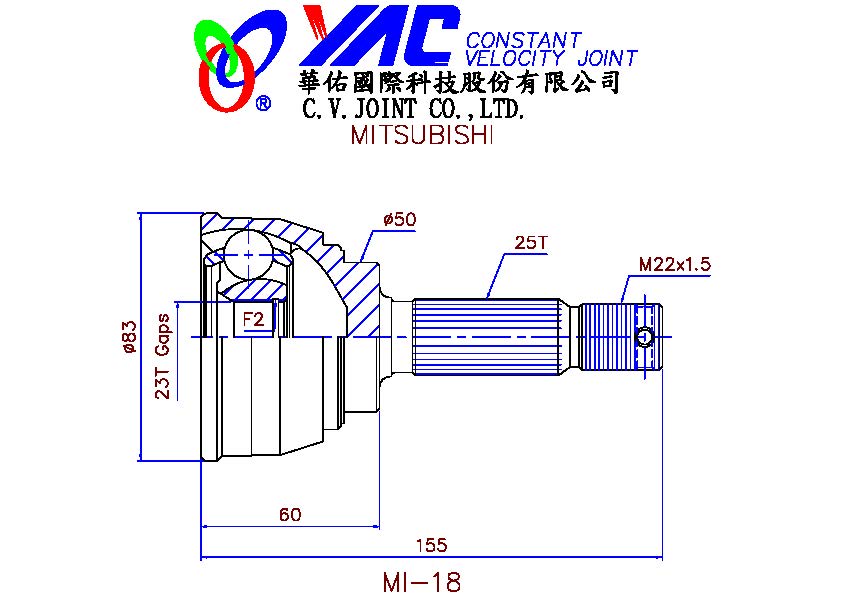 YAC CONSTANT
VELOCITY JOINT
®
華佑國際科技股份有限公司
C.V.JOINT CO.,LTD.
MITSUBISHI
ø50
25T
M22x1.5
F2
ø83
23T Gaps
60
155
MI-18